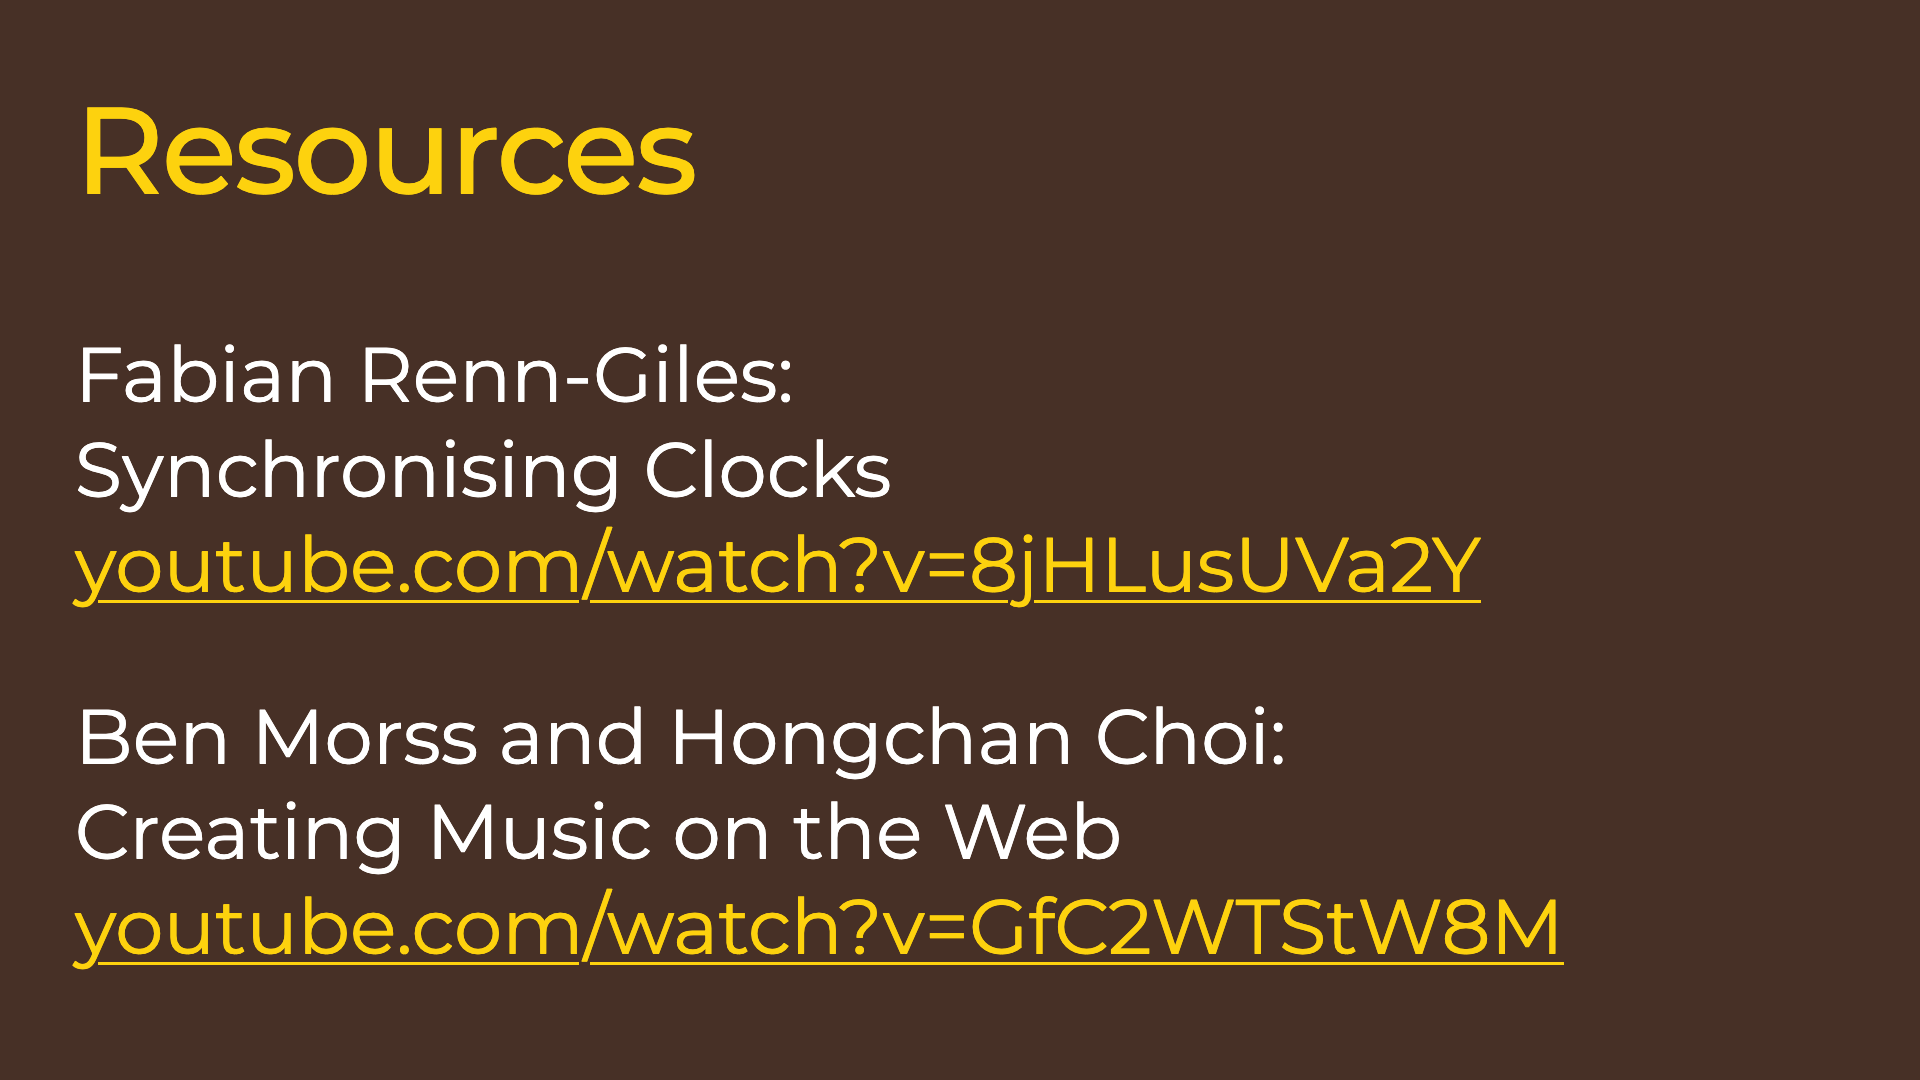 Resources
Fabian Renn-Giles:
Synchronising Clocks
youtube.com/watch?v=8jHLusUVa2Y
Ben Morss and Hongchan Choi:
Creating Music on the Web
youtube.com/watch?v=GfC2WTStW8M